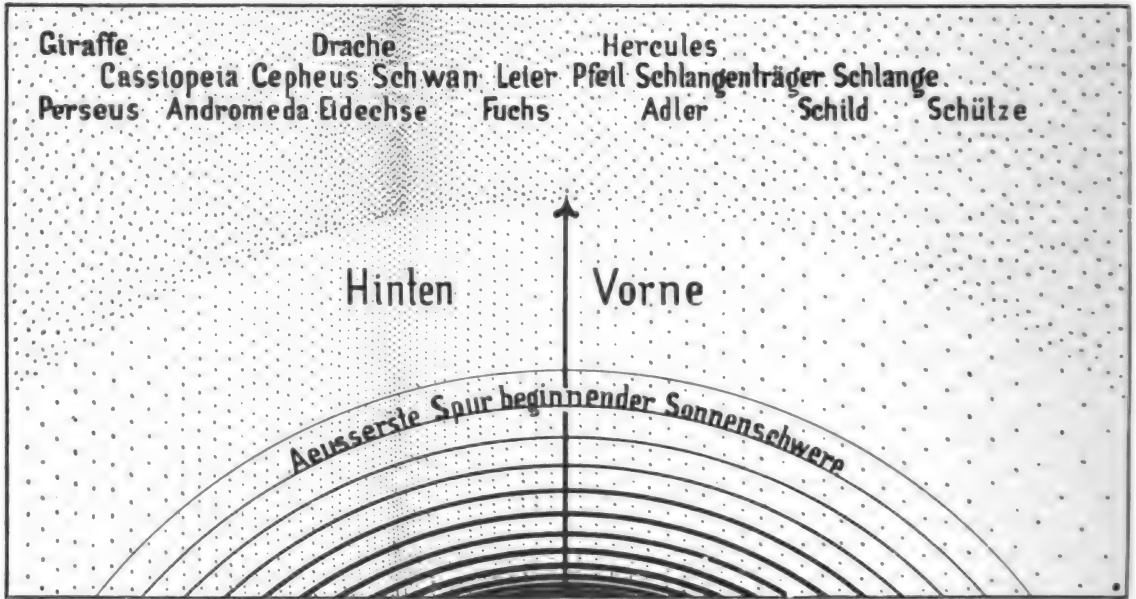 Giraffe Drache Hercules
Cassiopeia Cepheus Schwan Leier Pfeil Schlangenträger Schlange
Perseus Andromeda Eidechse Fuchs Adler Schild Schütze
Hinten Vorne
Aeusserste Spur beginnender Sonnenschwere